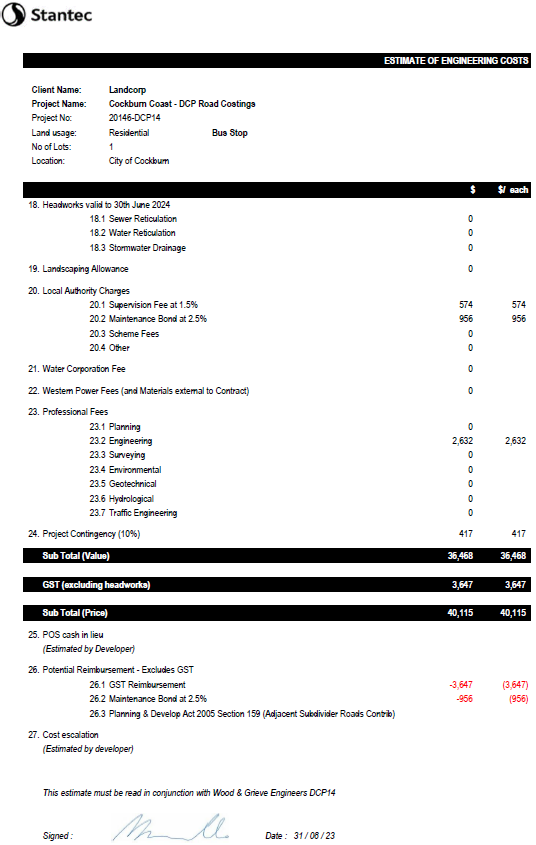 Stantec
ESTIMATE OF ENGINEERING COSTS
Client Name: Landcorp
Project Name: Cockburn Coast - DCP Road Costings
Project No: 20146-DCP14
Land usage: Residential Bus Stop
No of Lots: 1
Location: City of Cockburn
$ $/ each
18. Headworks valid to 30th June 2024
18.1 Sewer Reticulation 0
18.2 Water Reticulation 0
18.3 Stormwater Drainage 0
19. Landscaping Allowance 0
20. Local Authority Charges
20.1 Supervision Fee at 1.5% 574 574
20.2 Maintenance Bond at 2.5% 956 956
20.3 Scheme Fees 0
20.4 Other 0
21. Water Corporation Fee 0
22. Western Power Fees (and Materials external to Contract) 0
23. Professional Fees
23.1 Planning 0
23.2 Engineering 2,632 2,632
23.3 Surveying 0
23.4 Environmental 0
23.5 Geotechnical 0
23.6 Hydrological 0
23.7 Traffic Engineering 0
24. Project Contingency (10%) 417 417
Sub Total (Value) 36,468 36,468
GST (excluding headworks) 3,647 3,647
Sub Total (Price) 40,115 40,115
25. POS cash in lieu
(Estimated by Developer)
26. Potential Reimbursement - Excludes GST
26.1 GST Reimbursement -3,647 (3,647)
26.2 Maintenance Bond at 2.5% -956 (956)
26.3 Planning & Develop Act 2005 Section 159 (Adjacent Subdivider Roads Contrib)
27. Cost escalation
(Estimated by developer)
This estimate must be read in conjunction with Wood & Grieve Engineers DCP14
Signed : Date : 31 / 08 / 23